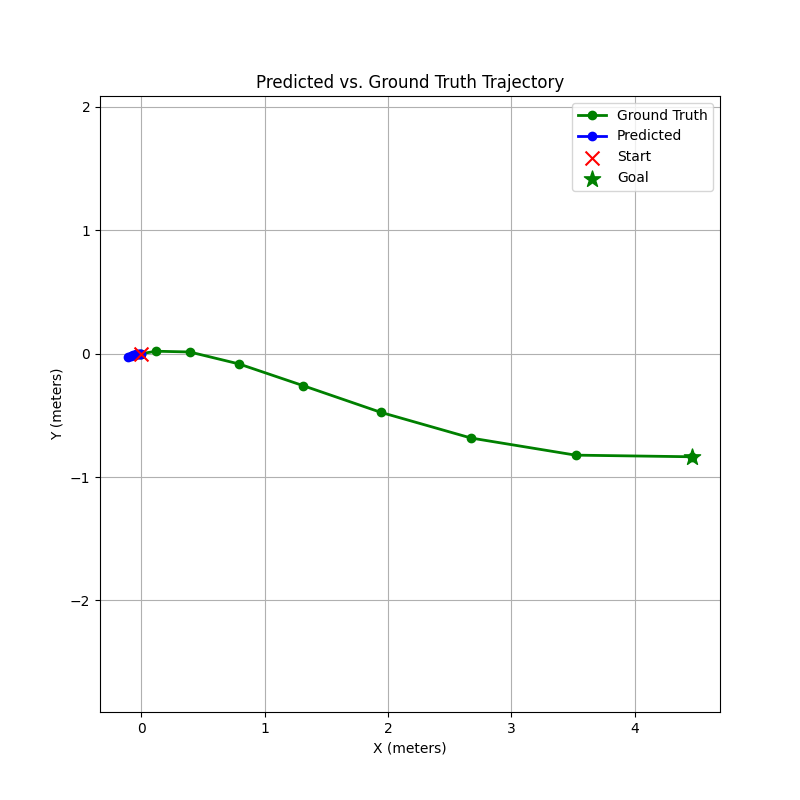 Predicted vs. Ground Truth Trajectory
Ground Truth
Predicted
Start
Goal
2
1
0
−1
−2
Y (meters)
0
1
2
3
4
X (meters)